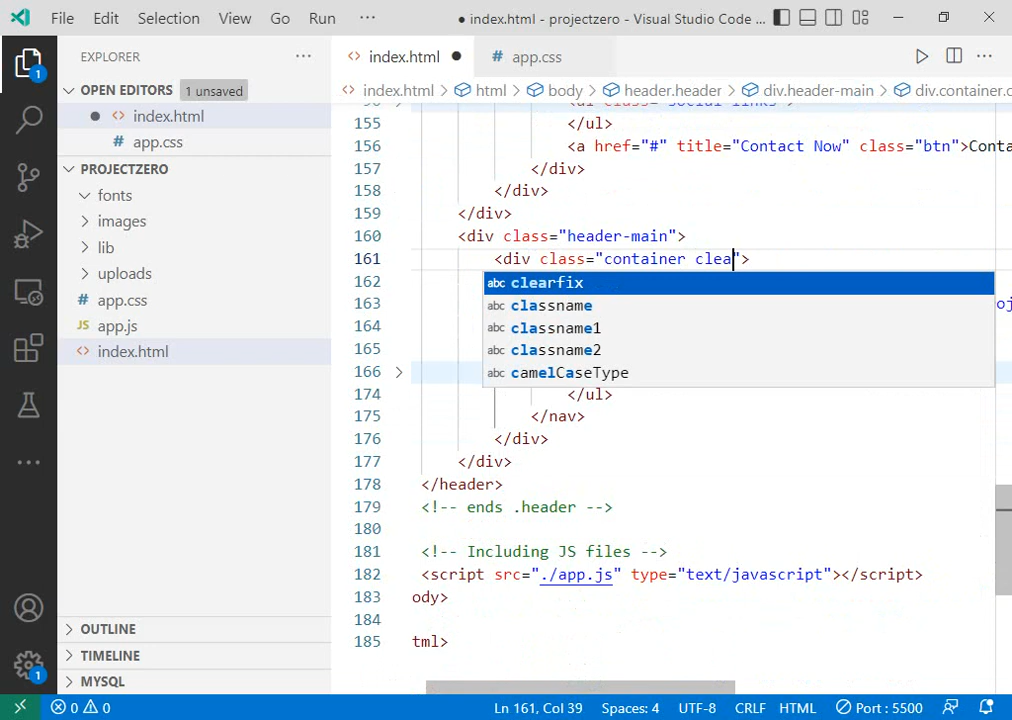 File Edit Selection View Go Run ··· ● index.html - projectzero - Visual Studio Code ...
EXPLORER ···
OPEN EDITORS 1 unsaved
● <> index.html
# app.css
PROJECTZERO
fonts
images
lib
uploads
# app.css
JS app.js
<> index.html
OUTLINE
TIMELINE
MYSQL
1
1
<> index.html ● # app.css
<> index.html > html > body > header.header > div.header-main > div.container.c
155 </ul>
156 <a href="#" title="Contact Now" class="btn">Conta
157 </div>
158 </div>
159 </div>
160 <div class="header-main">
161 <div class="container clea">
162
163
164
165
166 >
174 </ul>
175 </nav>
176 </div>
177 </div>
178 </header>
179 <!-- ends .header -->
180
181 <!-- Including JS files -->
182 <script src="./app.js" type="text/javascript"></script>
183 ody>
184
185 tml>
abc clearfix
abc classname
abc classname1
abc classname2
abc camelCaseType
0 0 Ln 161, Col 39 Spaces: 4 UTF-8 CRLF HTML Port : 5500